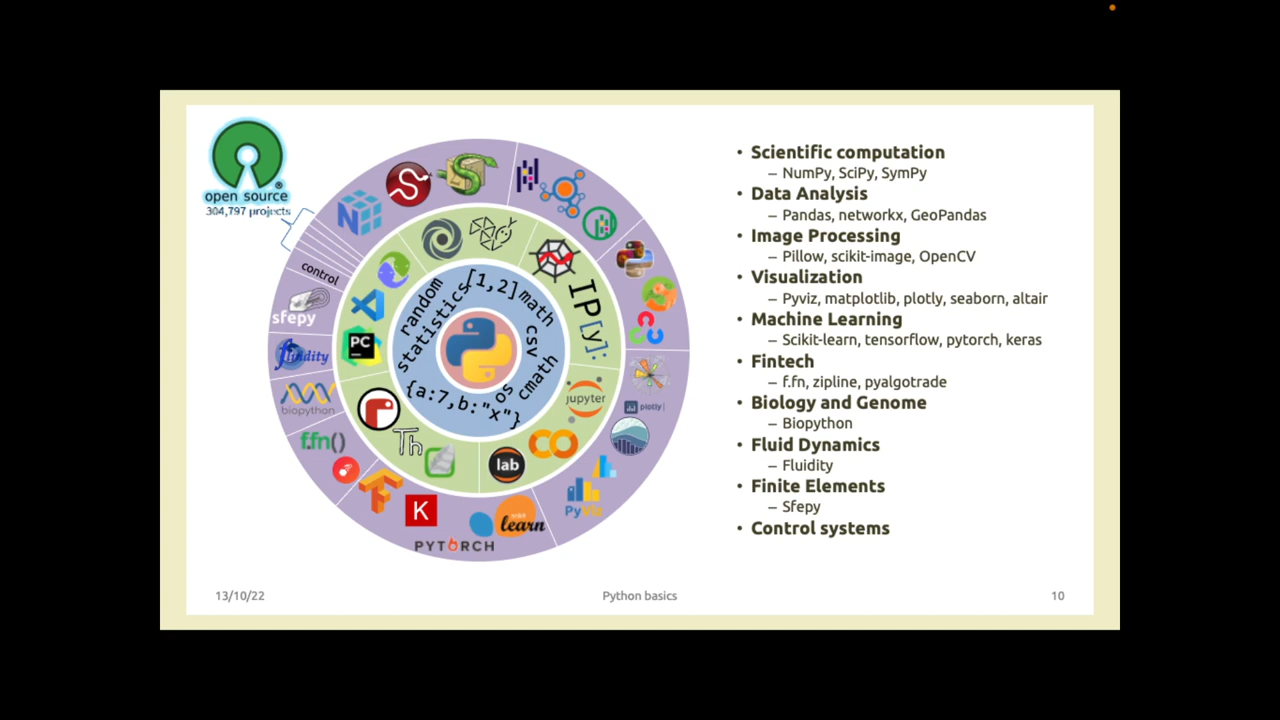 open source
304,797 projects
control
sfepy
fluidity
biopython
f.fn()
PYTORCH
K
learn
PyViz
plotly
random
statistics
[1,2]
math
csv
cmath
os
{a:7,b:"x"}
IP[y]:
jupyter
lab
Th
PC
N
• Scientific computation
– NumPy, SciPy, SymPy
• Data Analysis
– Pandas, networkx, GeoPandas
• Image Processing
– Pillow, scikit-image, OpenCV
• Visualization
– Pyviz, matplotlib, plotly, seaborn, altair
• Machine Learning
– Scikit-learn, tensorflow, pytorch, keras
• Fintech
– f.fn, zipline, pyalgotrade
• Biology and Genome
– Biopython
• Fluid Dynamics
– Fluidity
• Finite Elements
– Sfepy
• Control systems
13/10/22
Python basics
10